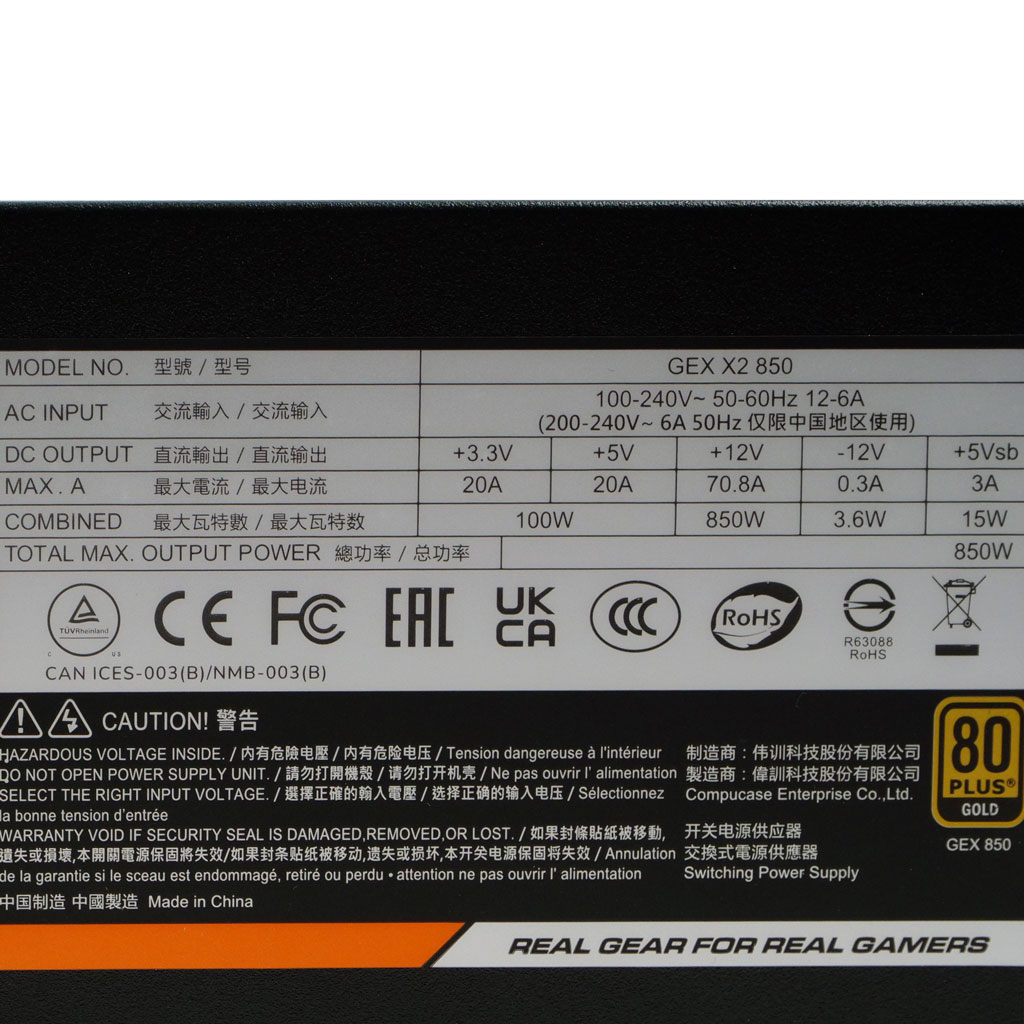 MODEL NO. 型號 / 型号 GEX X2 850
AC INPUT 交流輸入 / 交流输入 100-240V~ 50-60Hz 12-6A
(200-240V~ 6A 50Hz 仅限中国地区使用)
DC OUTPUT 直流輸出 / 直流输出 +3.3V +5V +12V -12V +5Vsb
MAX. A 最大電流 / 最大电流 20A 20A 70.8A 0.3A 3A
COMBINED 最大瓦特數 / 最大瓦特数 100W 850W 3.6W 15W
TOTAL MAX. OUTPUT POWER 總功率 / 总功率 850W
TÜVRheinland
C US
CE FCC EAC UK CA CCC RoHS
R63088
RoHS
CAN ICES-003(B)/NMB-003(B)
CAUTION! 警告
HAZARDOUS VOLTAGE INSIDE. / 內有危險电壓 / 内有危险电压 / Tension dangereuse à l'intérieur
DO NOT OPEN POWER SUPPLY UNIT. / 請勿打開機殼 / 请勿打开机壳 / Ne pas ouvrir l' alimentation
SELECT THE RIGHT INPUT VOLTAGE. / 選擇正確的輸入電壓 / 选择正确的输入电压 / Sélectionnez
la bonne tension d'entrée
WARRANTY VOID IF SECURITY SEAL IS DAMAGED,REMOVED,OR LOST. / 如果封條貼紙被移動,
遺失或損壞,本開關電源保固將失效/如果封条贴纸被移动,遗失或损坏,本开关电源保固将失效 / Annulation
de la garantie si le sceau est endommagé, retiré ou perdu • attention ne pas ouvrir l' alimentation
中国制造 中國製造 Made in China
制造商 : 伟训科技股份有限公司
製造商 : 偉訓科技股份有限公司
Compucase Enterprise Co.,Ltd.
开关电源供应器
交換式電源供應器
Switching Power Supply
80
PLUS®
GOLD
GEX 850
REAL GEAR FOR REAL GAMERS